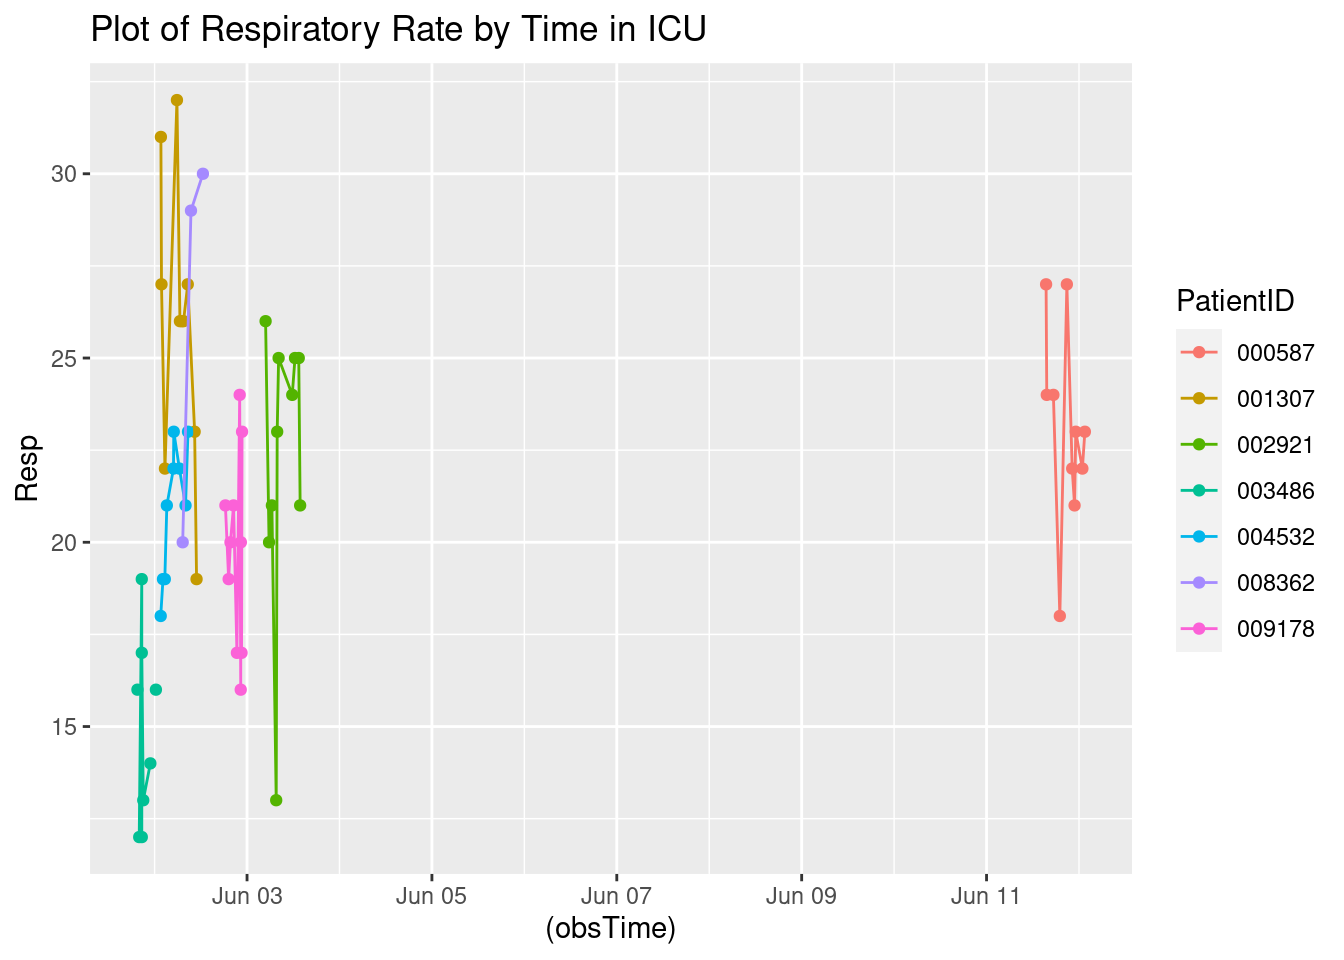 Plot of Respiratory Rate by Time in ICU
30
25
20
15
Resp
Jun 03
Jun 05
Jun 07
Jun 09
Jun 11
(obsTime)
PatientID
000587
001307
002921
003486
004532
008362
009178